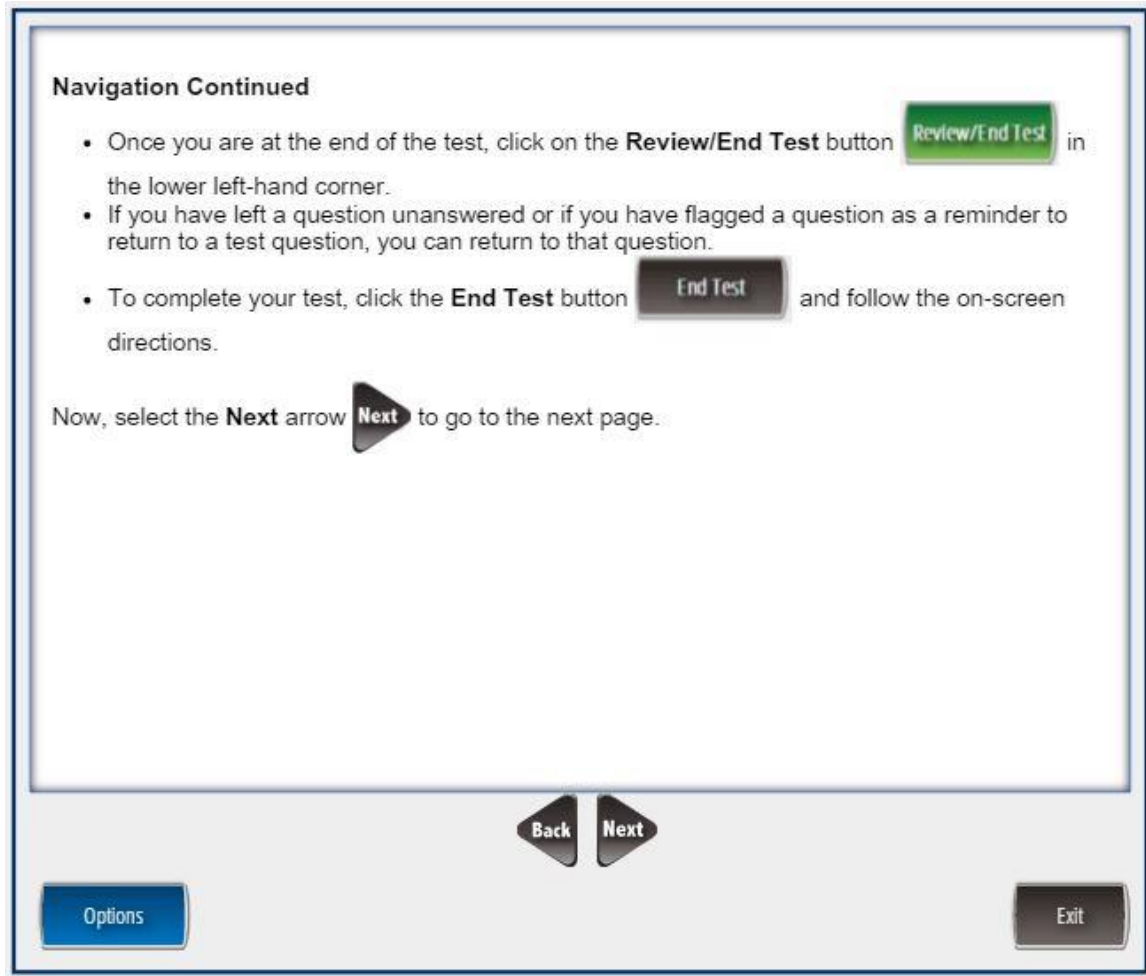 Navigation Continued
• Once you are at the end of the test, click on the Review/End Test button Review/End Test in
the lower left-hand corner.
• If you have left a question unanswered or if you have flagged a question as a reminder to
return to a test question, you can return to that question.
• To complete your test, click the End Test button End Test and follow the on-screen
directions.
Now, select the Next arrow Next to go to the next page.
Back Next
Options Exit